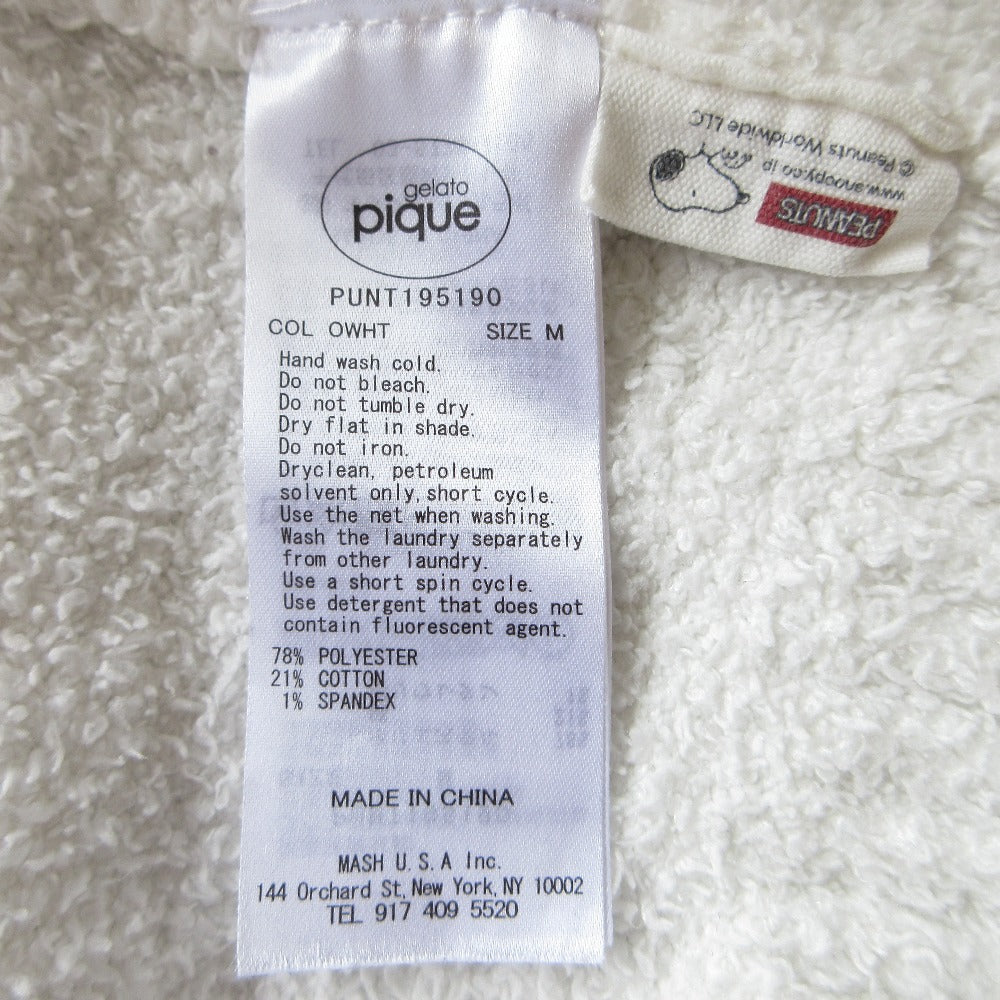 gelato
pique
PUNT195190
COL OWHT SIZE M
Hand wash cold.
Do not bleach.
Do not tumble dry.
Dry flat in shade.
Do not iron.
Dryclean, petroleum
solvent only, short cycle.
Use the net when washing.
Wash the laundry separately
from other laundry.
Use a short spin cycle.
Use detergent that does not
contain fluorescent agent.
78% POLYESTER
21% COTTON
1% SPANDEX
MADE IN CHINA
MASH U.S.A Inc.
144 Orchard St, New York, NY 10002
TEL 917 409 5520
PEANUTS
www.snoopy.co.jp
© Peanuts Worldwide LLC